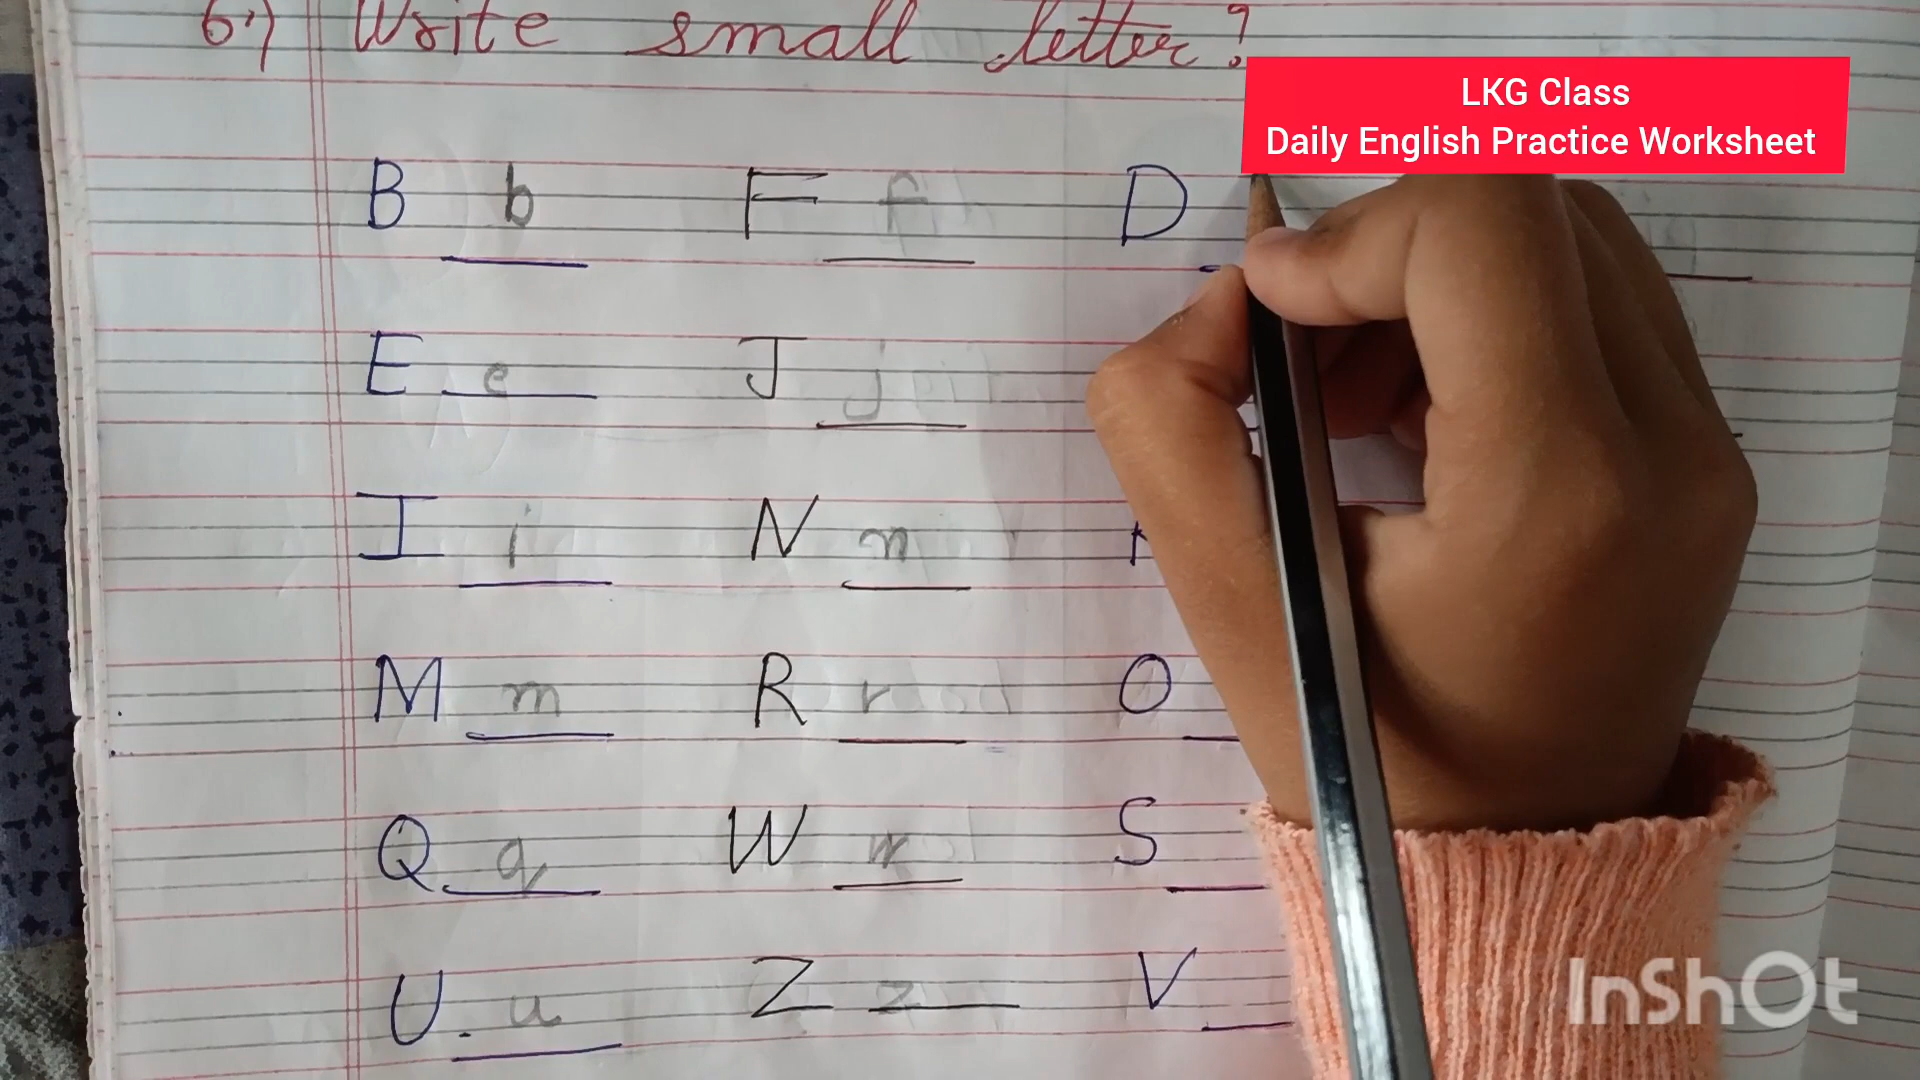 6.) Write small letter?
LKG Class
Daily English Practice Worksheet
B b F f D
E e J j
I i N n
M m R r O
Q q W w S
U u Z z V
InShOt